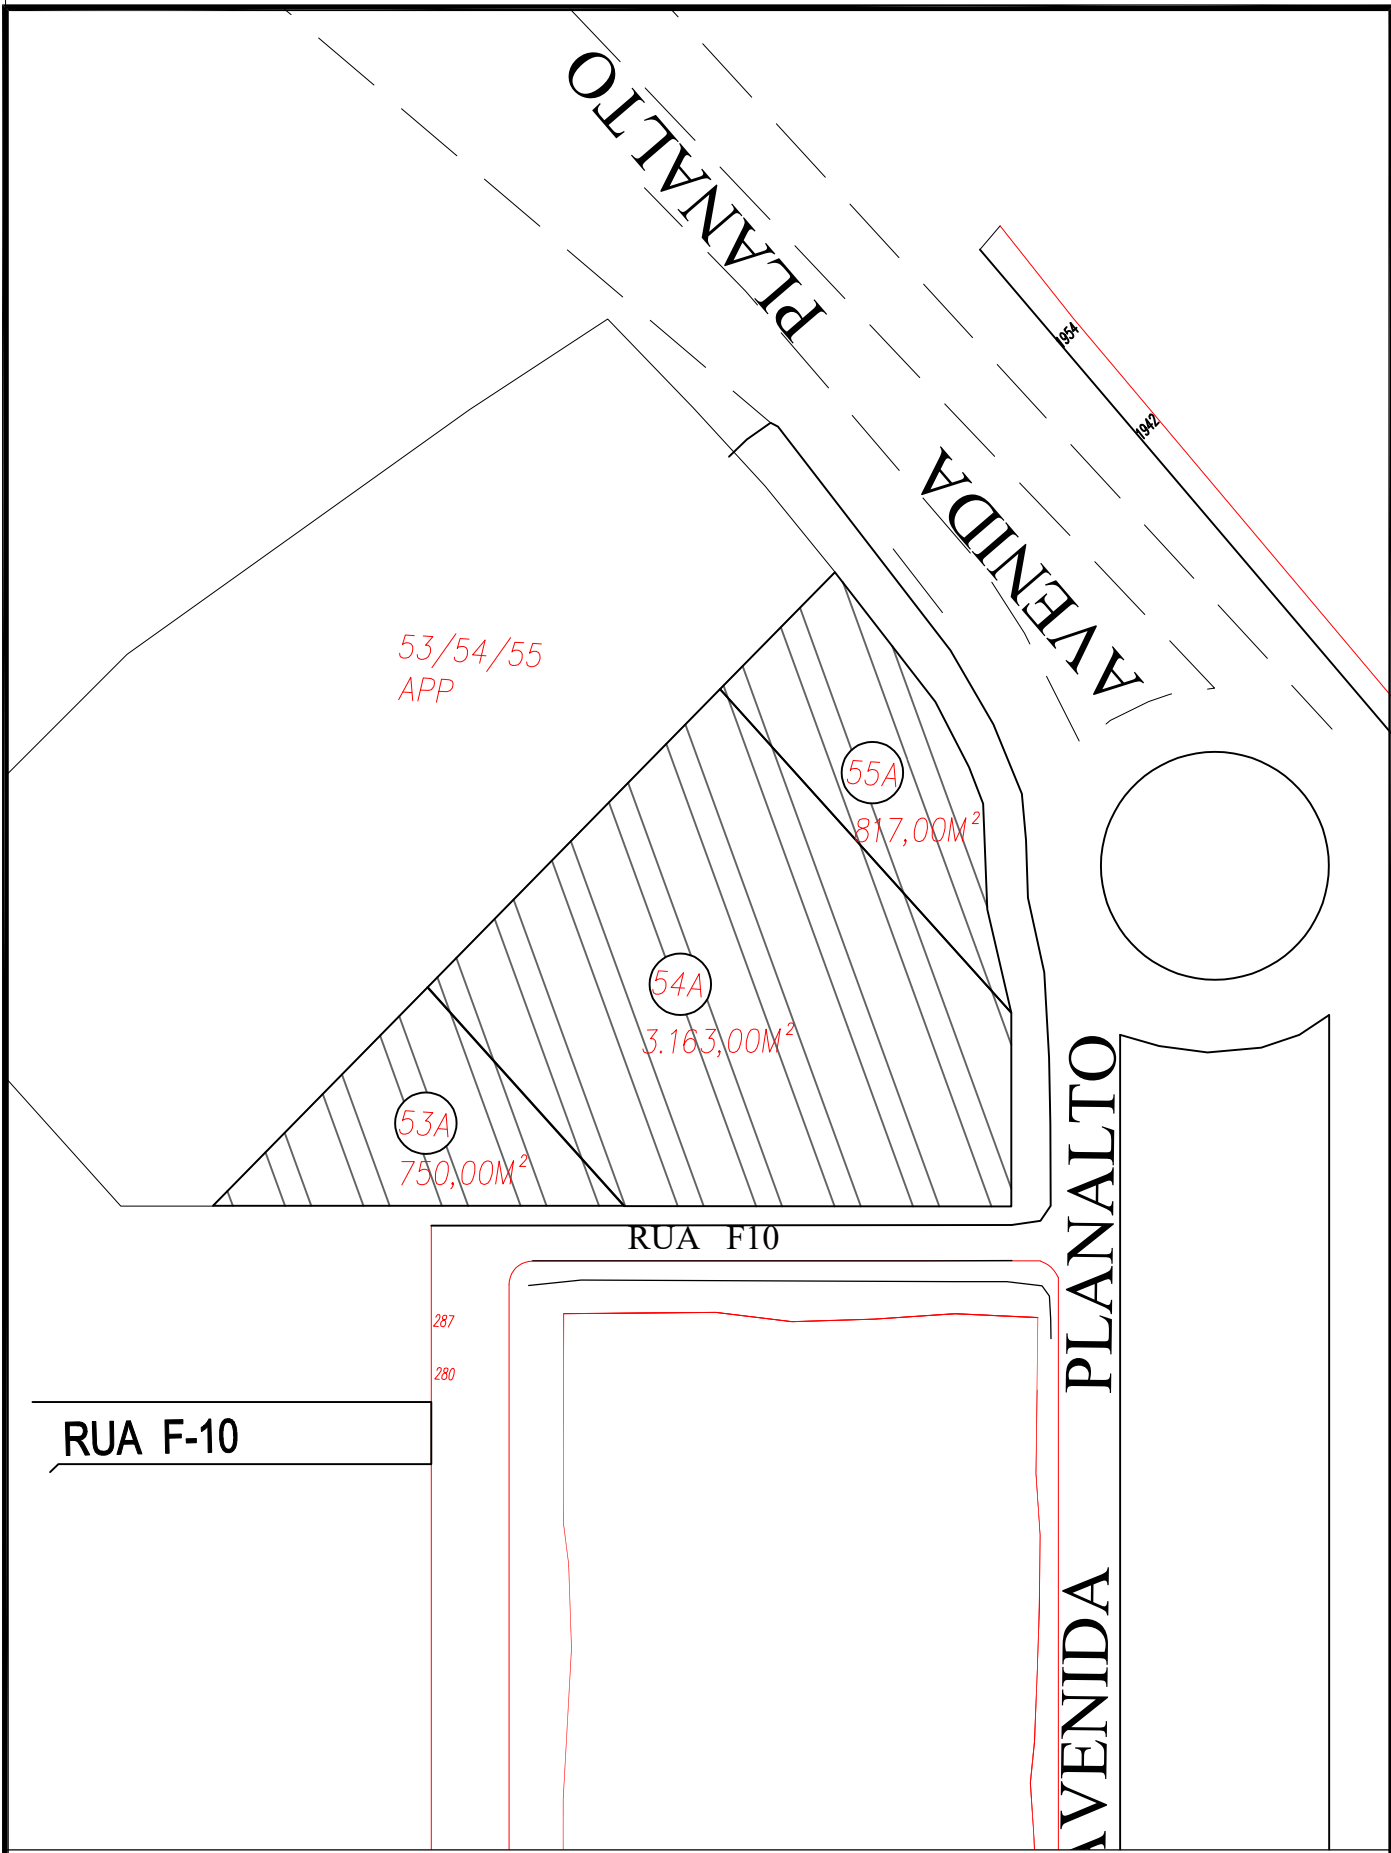 AVENIDA PLANALTO
1954
1942
53/54/55
APP
55A
817,00M²
54A
3.163,00M²
53A
750,00M²
RUA F10
287
280
RUA F-10
AVENIDA PLANALTO